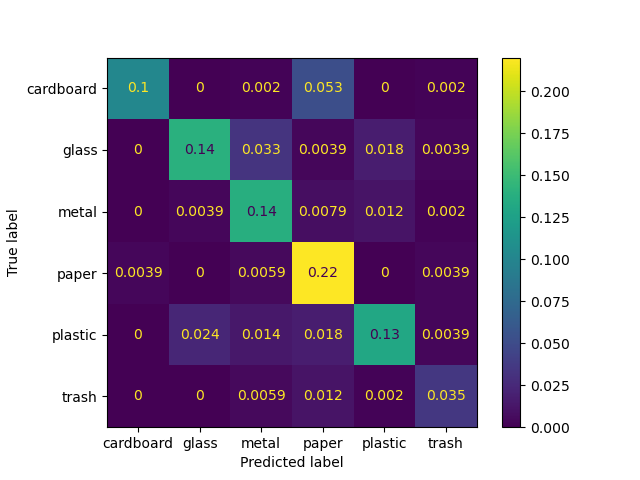 cardboard 0.1 0 0.002 0.053 0 0.002
glass 0 0.14 0.033 0.0039 0.018 0.0039
metal 0 0.0039 0.14 0.0079 0.012 0.002
paper 0.0039 0 0.0059 0.22 0 0.0039
plastic 0 0.024 0.014 0.018 0.13 0.0039
trash 0 0 0.0059 0.012 0.002 0.035
cardboard glass metal paper plastic trash
Predicted label
True label
0.200
0.175
0.150
0.125
0.100
0.075
0.050
0.025
0.000